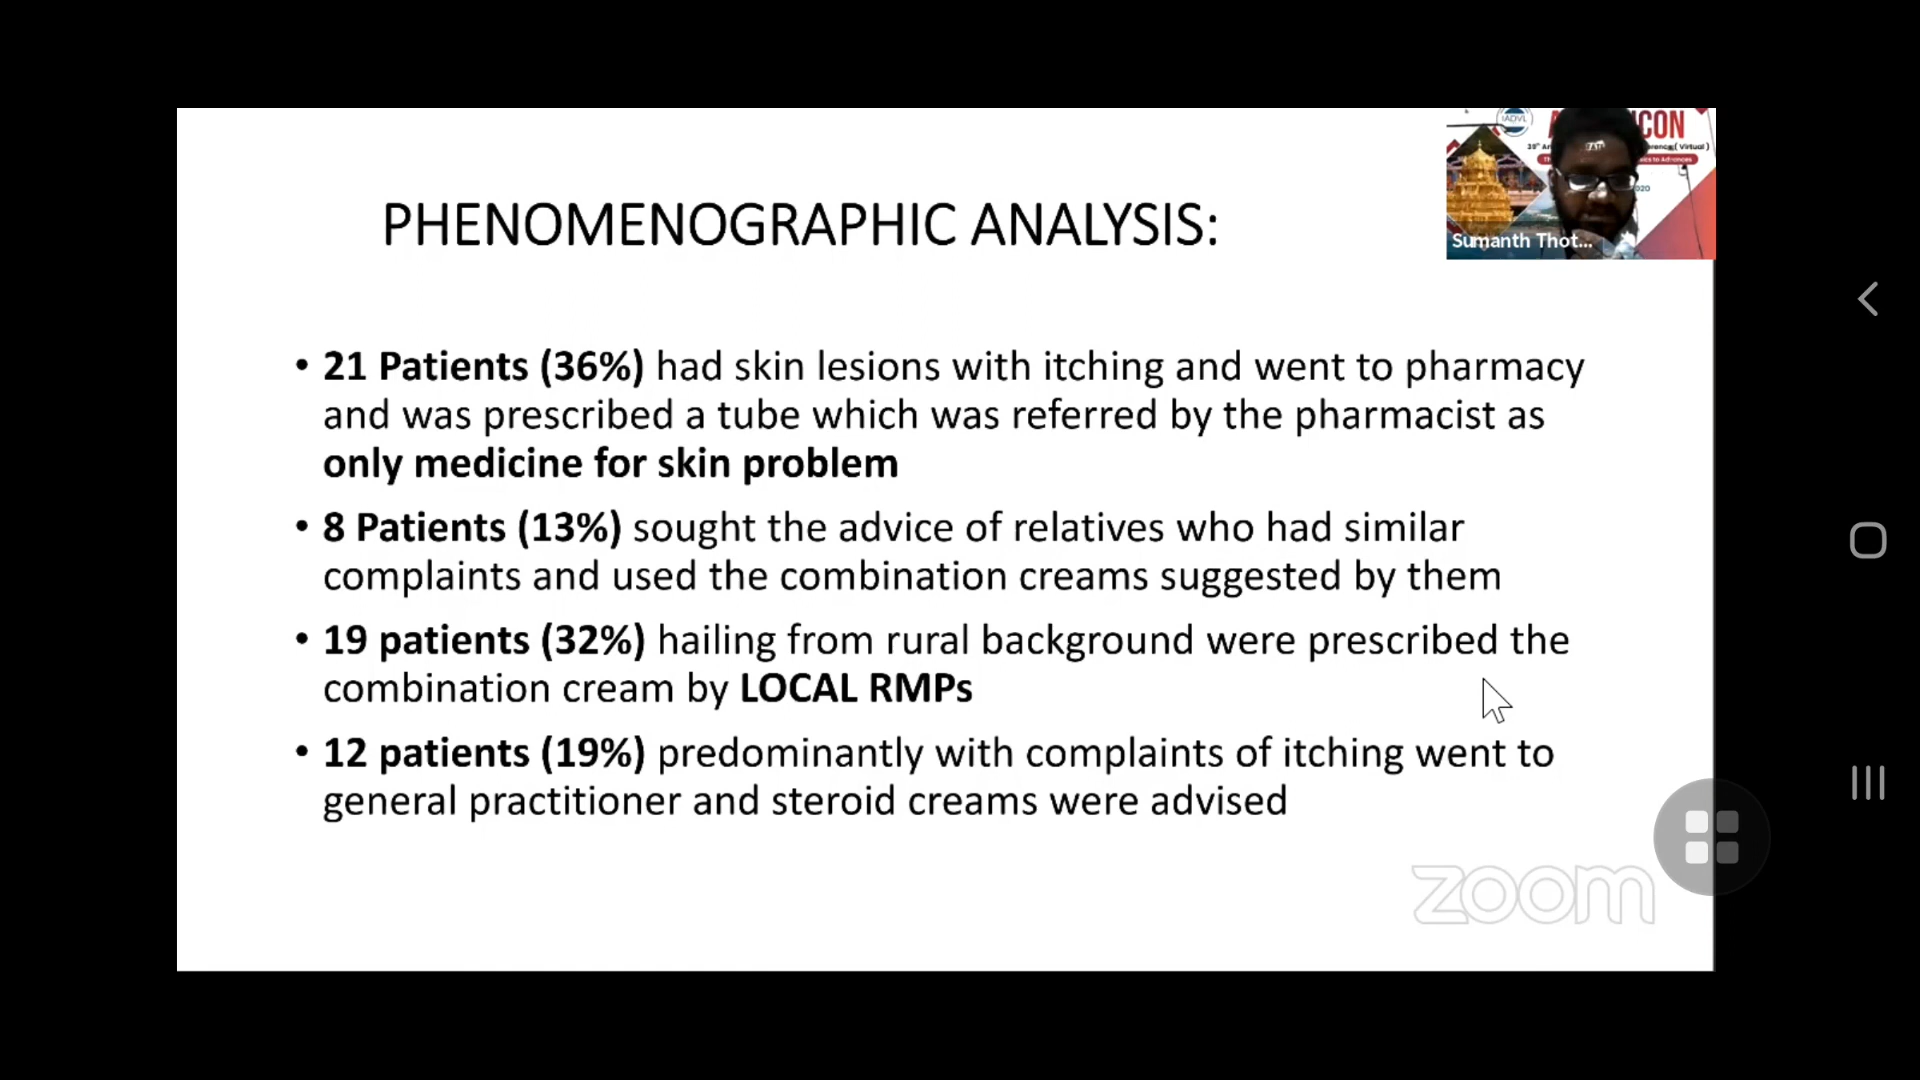 IADVL
CON
Virtual )
2020
Sumanth Thot...
PHENOMENOGRAPHIC ANALYSIS:
• 21 Patients (36%) had skin lesions with itching and went to pharmacy
and was prescribed a tube which was referred by the pharmacist as
only medicine for skin problem
• 8 Patients (13%) sought the advice of relatives who had similar
complaints and used the combination creams suggested by them
• 19 patients (32%) hailing from rural background were prescribed the
combination cream by LOCAL RMPs
• 12 patients (19%) predominantly with complaints of itching went to
general practitioner and steroid creams were advised
zoom